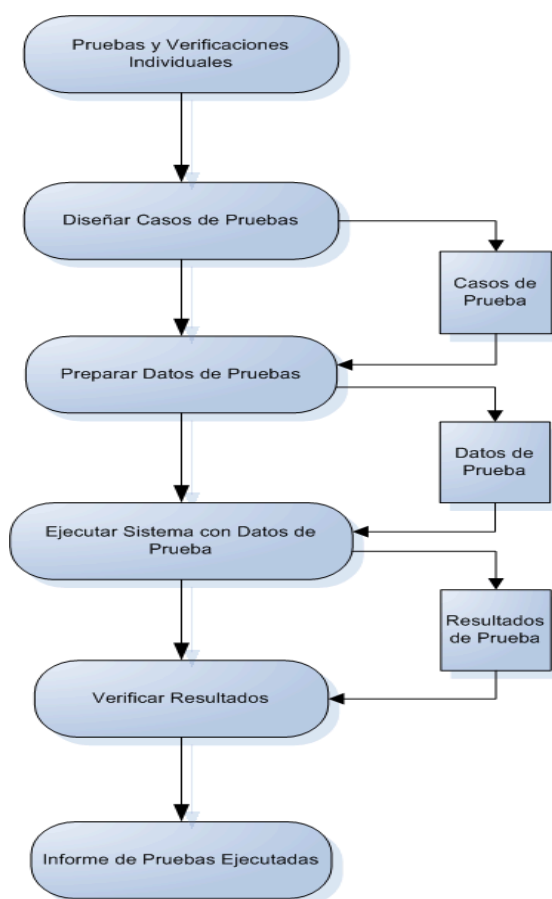 Pruebas y Verificaciones
Individuales
Diseñar Casos de Pruebas
Casos de
Prueba
Preparar Datos de Pruebas
Datos de
Prueba
Ejecutar Sistema con Datos de
Prueba
Resultados
de Prueba
Verificar Resultados
Informe de Pruebas Ejecutadas